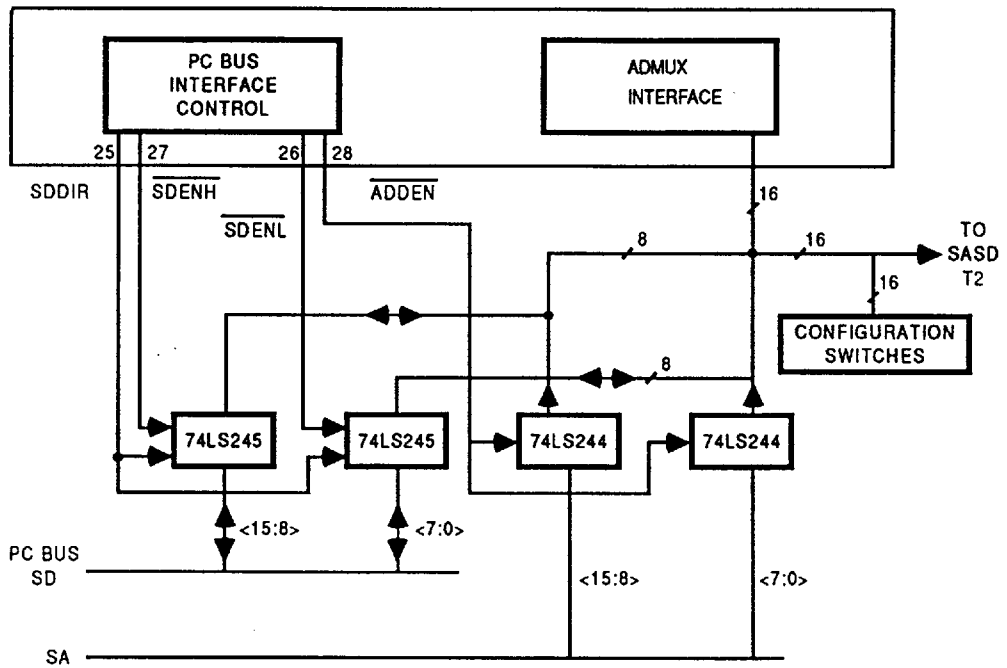 PC BUS
INTERFACE
CONTROL
ADMUX
INTERFACE
25
27
26
28
SDDIR
SDENH
SDENL
ADDEN
16
8
16
TO
SASD
T2
16
CONFIGURATION
SWITCHES
8
74LS245
74LS245
74LS244
74LS244
<15:8>
<7:0>
PC BUS
SD
<15:8>
<7:0>
SA